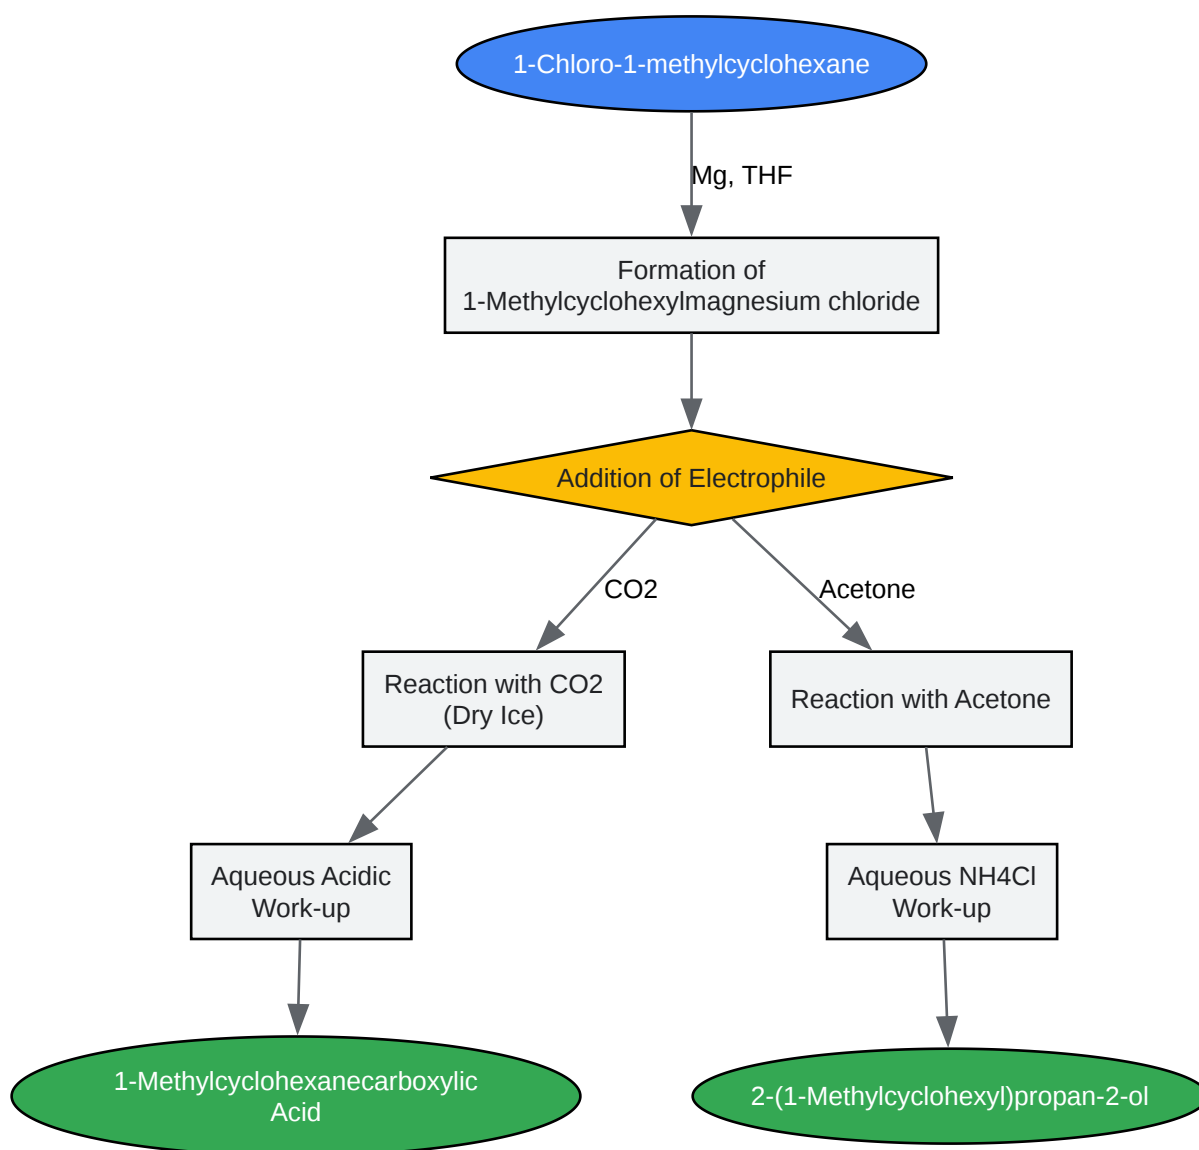 1-Chloro-1-methylcyclohexane
Mg, THF
Formation of
1-Methylcyclohexylmagnesium chloride
Addition of Electrophile
CO2
Acetone
Reaction with CO2
(Dry Ice)
Reaction with Acetone
Aqueous Acidic
Work-up
Aqueous NH4Cl
Work-up
1-Methylcyclohexanecarboxylic
Acid
2-(1-Methylcyclohexyl)propan-2-ol